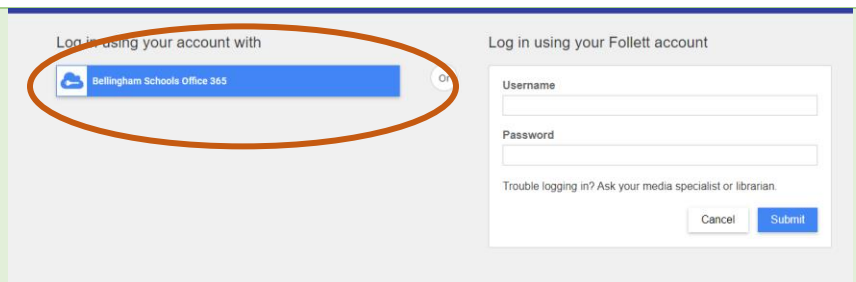 Log in using your account with
Bellingham Schools Office 365
Or
Log in using your Follett account
Username
Password
Trouble logging in? Ask your media specialist or librarian.
Cancel
Submit